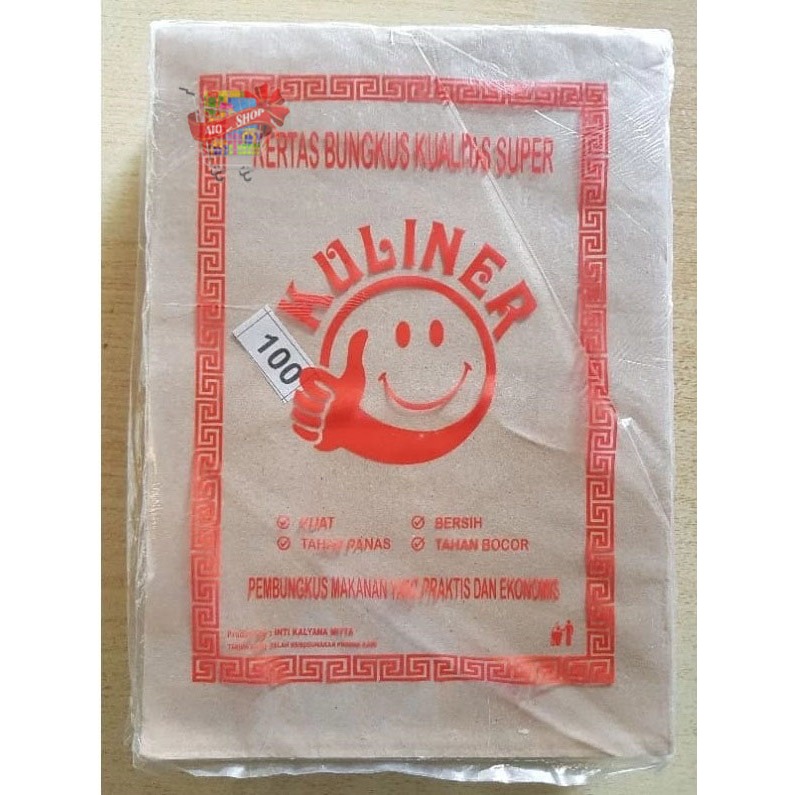 AIO SHOP
KERTAS BUNGKUS KUALITAS SUPER
KULINER
100
KUAT
BERSIH
TAHAN PANAS
TAHAN BOCOR
PEMBUNGKUS MAKANAN YANG PRAKTIS DAN EKONOMIS
: INTI KALYANA MITTA